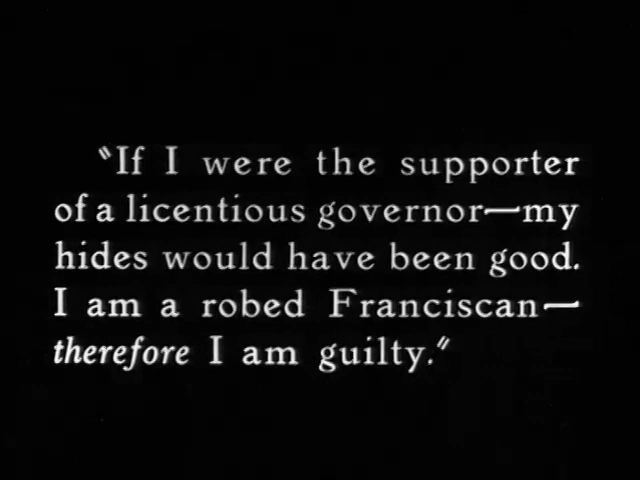 "If I were the supporter
of a licentious governor—my
hides would have been good.
I am a robed Franciscan—
therefore I am guilty."